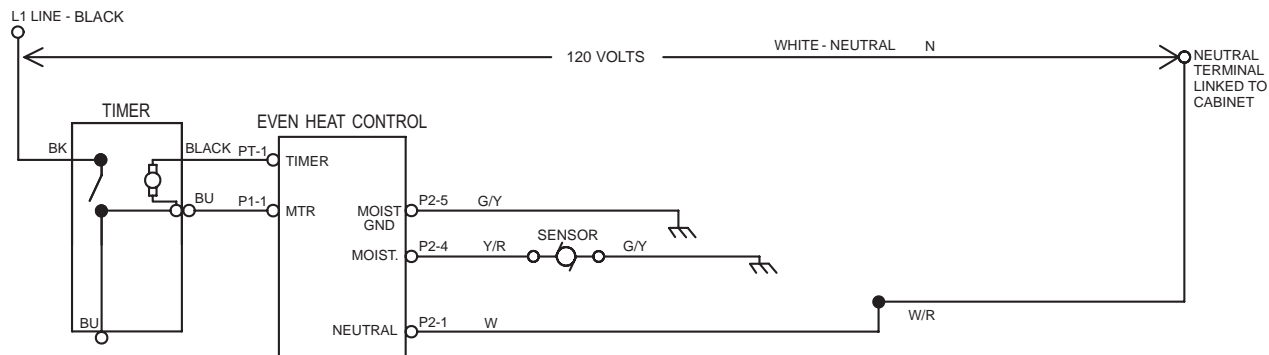 L1 LINE - BLACK
WHITE - NEUTRAL N
120 VOLTS
NEUTRAL
TERMINAL
LINKED TO
CABINET
TIMER
EVEN HEAT CONTROL
BK
BLACK
PT-1
TIMER
BU
P1-1
MTR
MOIST
GND
P2-5
G/Y
SENSOR
MOIST.
P2-4
Y/R
G/Y
W/R
BU
NEUTRAL
P2-1
W